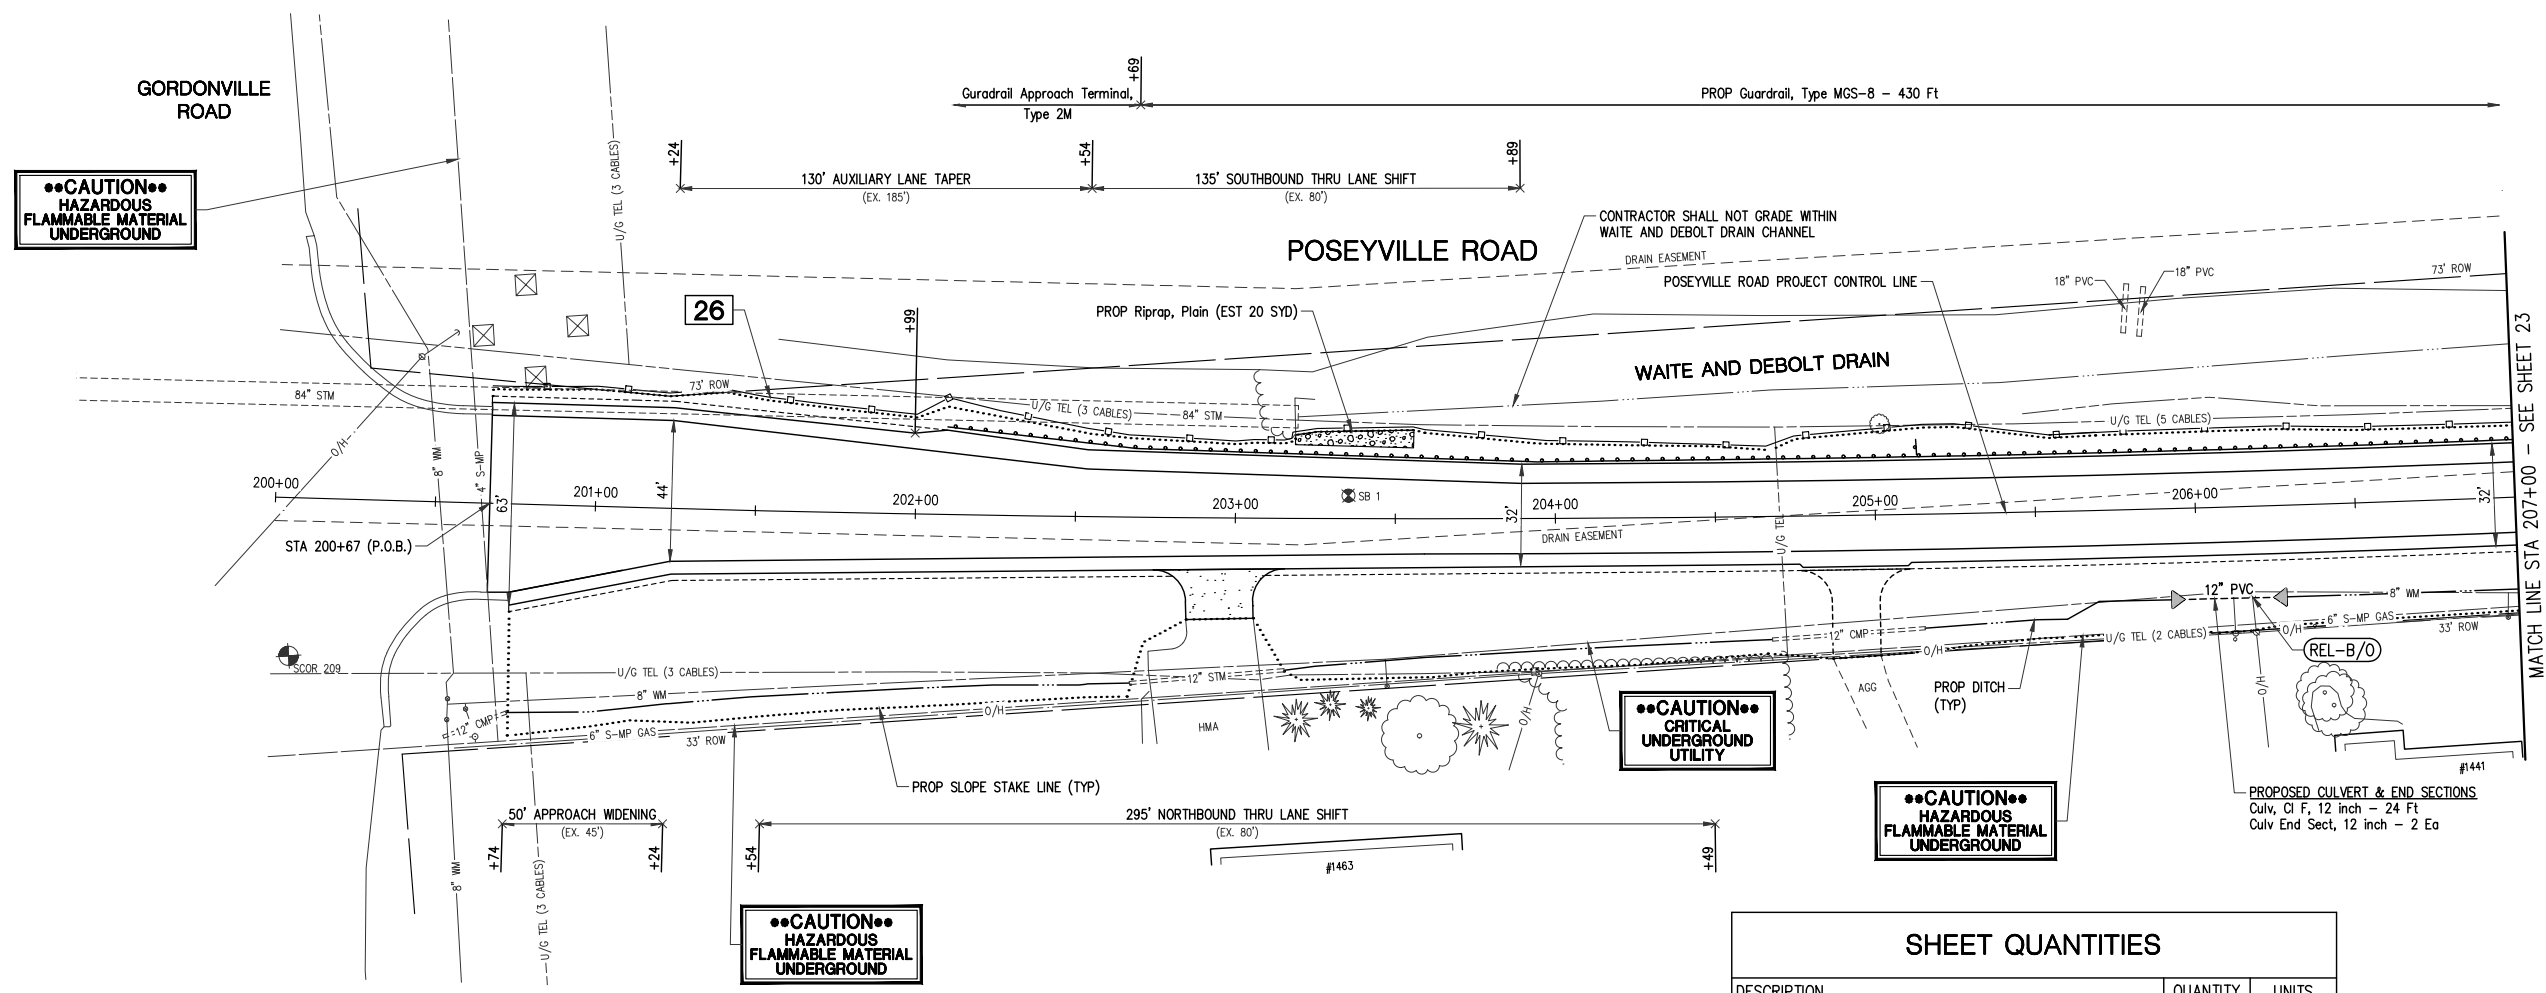 GORDONVILLE
ROAD
●●CAUTION●●
HAZARDOUS
FLAMMABLE MATERIAL
UNDERGROUND
U/G TEL (3 CABLES)
+69
Guradrail Approach Terminal,
Type 2M
PROP Guardrail, Type MGS-8 - 430 Ft
+24
+54
+89
130' AUXILIARY LANE TAPER
(EX. 185')
135' SOUTHBOUND THRU LANE SHIFT
(EX. 80')
CONTRACTOR SHALL NOT GRADE WITHIN
WAITE AND DEBOLT DRAIN CHANNEL
POSEYVILLE ROAD
DRAIN EASEMENT
POSEYVILLE ROAD PROJECT CONTROL LINE
18" PVC
18" PVC
73' ROW
26
+99
PROP Riprap, Plain (EST 20 SYD)
WAITE AND DEBOLT DRAIN
84" STM
73' ROW
U/G TEL (3 CABLES)
84" STM
U/G TEL (5 CABLES)
O/H
8" WM
4" S-MP
63'
44'
32'
32'
200+00
201+00
202+00
203+00
204+00
205+00
206+00
SB 1
STA 200+67 (P.O.B.)
DRAIN EASEMENT
U/G TEL
MATCH LINE STA 207+00 - SEE SHEET 23
SCOR 209
U/G TEL (3 CABLES)
8" WM
12" STM
12" CMP
12" CMP
6" S-MP GAS
33' ROW
O/H
HMA
O/H
AGG
O/H
12" PVC
8" WM
6" S-MP GAS
33' ROW
U/G TEL (2 CABLES)
O/H
O/H
REL-B/O
PROP DITCH
(TYP)
●●CAUTION●●
CRITICAL
UNDERGROUND
UTILITY
PROP SLOPE STAKE LINE (TYP)
#1441
PROPOSED CULVERT & END SECTIONS
Culv, Cl F, 12 inch - 24 Ft
Culv End Sect, 12 inch - 2 Ea
●●CAUTION●●
HAZARDOUS
FLAMMABLE MATERIAL
UNDERGROUND
50' APPROACH WIDENING
(EX. 45')
+74
+24
295' NORTHBOUND THRU LANE SHIFT
(EX. 80')
+54
+49
#1463
8" WM
U/G TEL (3 CABLES)
●●CAUTION●●
HAZARDOUS
FLAMMABLE MATERIAL
UNDERGROUND
SHEET QUANTITIES
DESCRIPTION
QUANTITY
UNITS